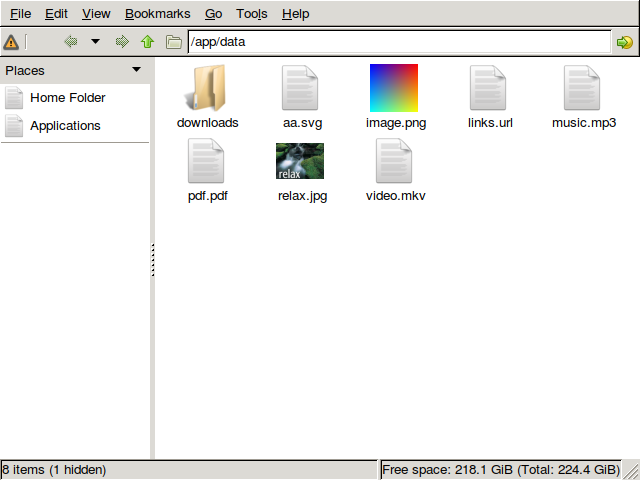 File Edit View Bookmarks Go Tools Help
/app/data
Places
Home Folder
Applications
downloads aa.svg image.png links.url music.mp3
relax
pdf.pdf relax.jpg video.mkv
8 items (1 hidden) Free space: 218.1 GiB (Total: 224.4 GiB)